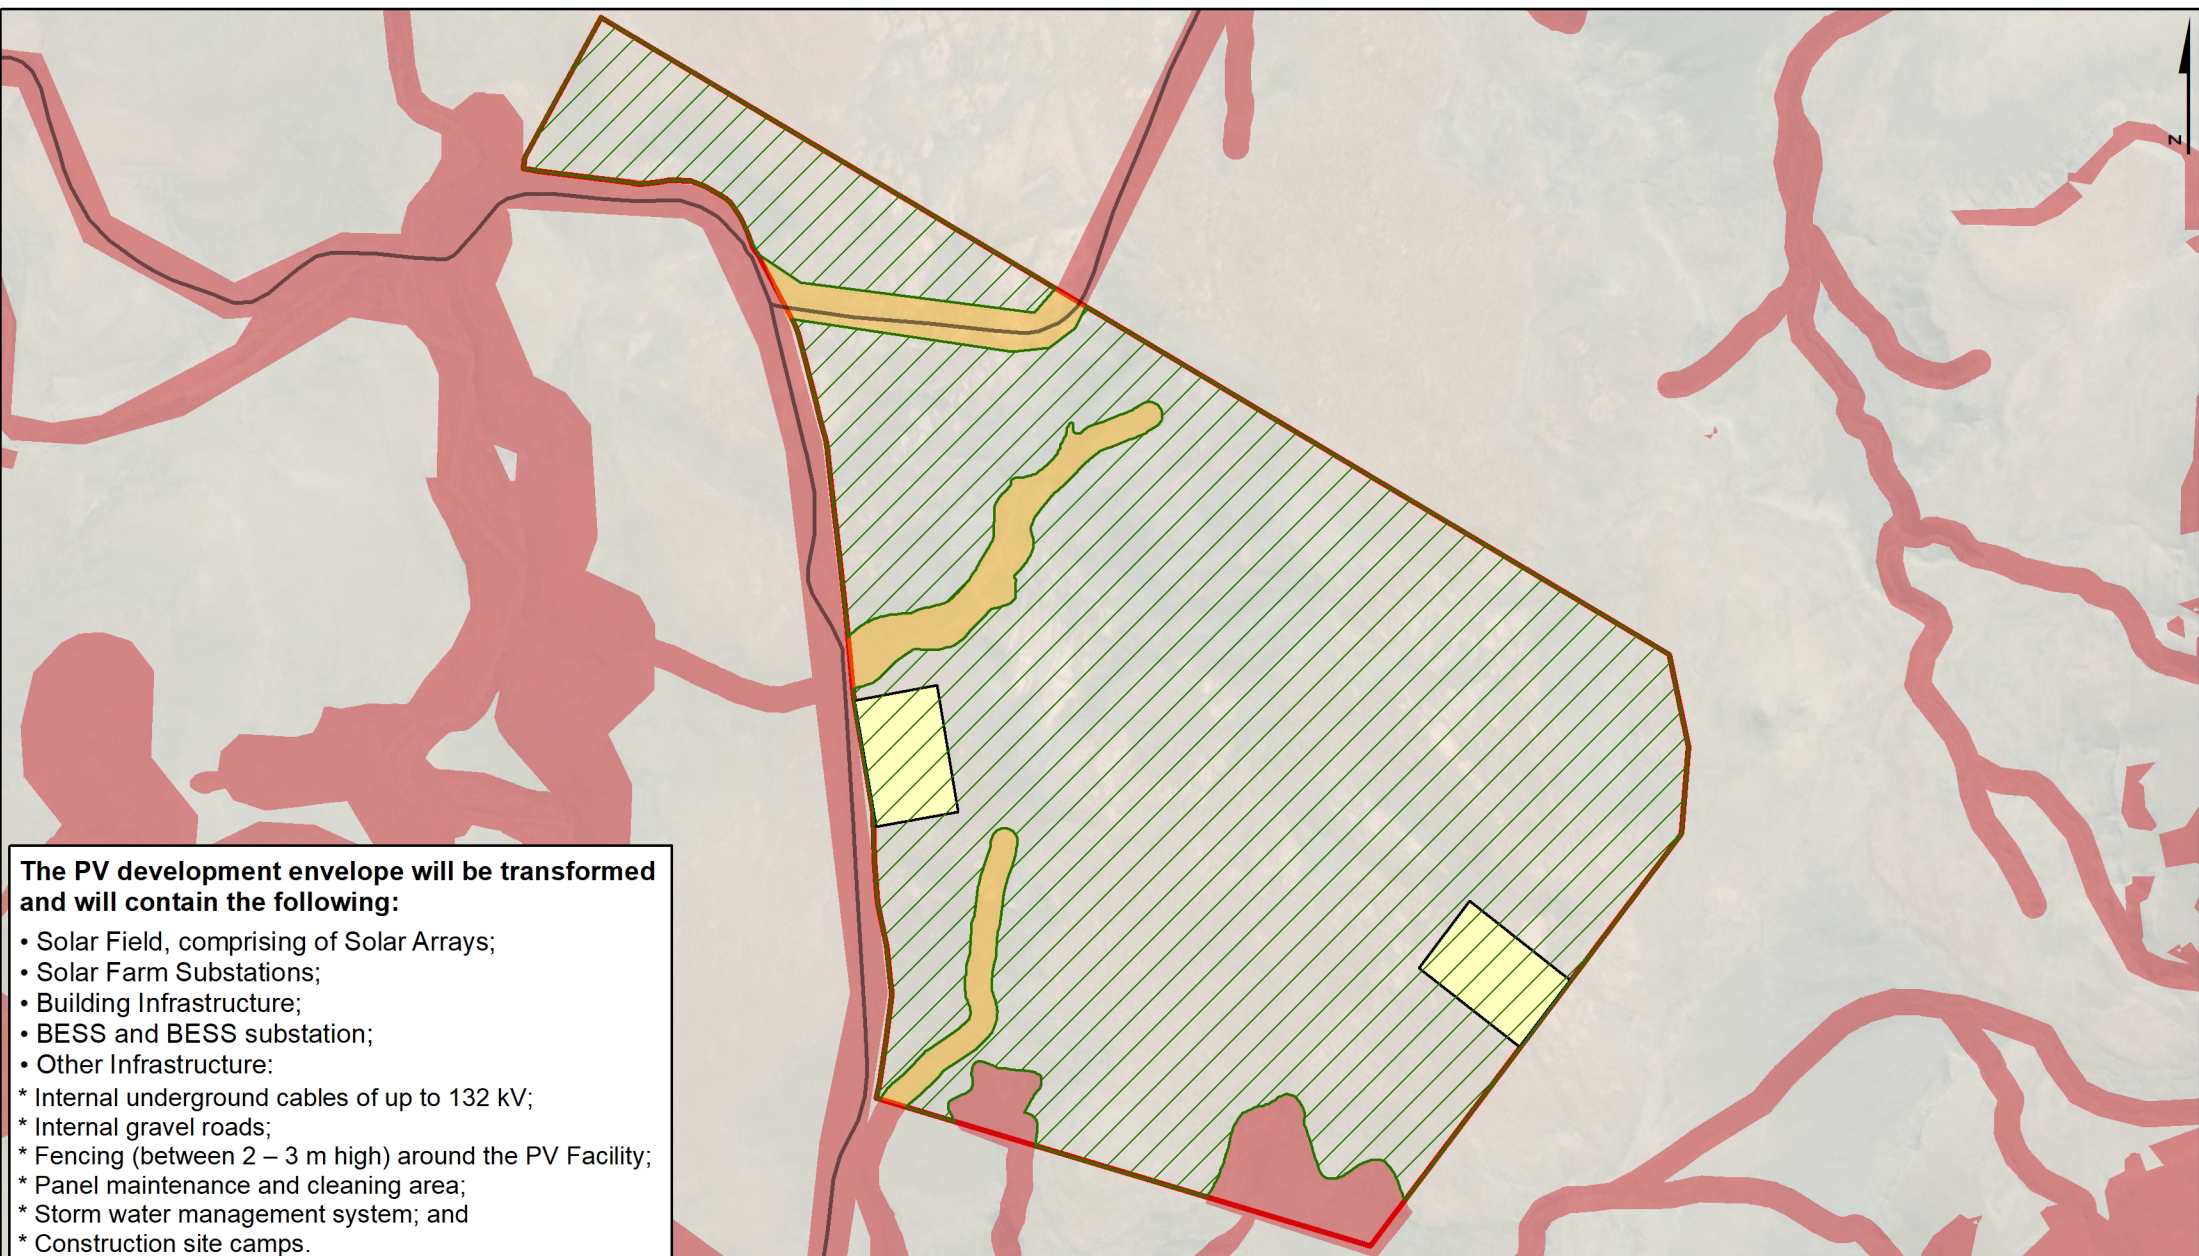 N
The PV development envelope will be transformed
and will contain the following:
• Solar Field, comprising of Solar Arrays;
• Solar Farm Substations;
• Building Infrastructure;
• BESS and BESS substation;
• Other Infrastructure:
* Internal underground cables of up to 132 kV;
* Internal gravel roads;
* Fencing (between 2 – 3 m high) around the PV Facility;
* Panel maintenance and cleaning area;
* Storm water management system; and
* Construction site camps.